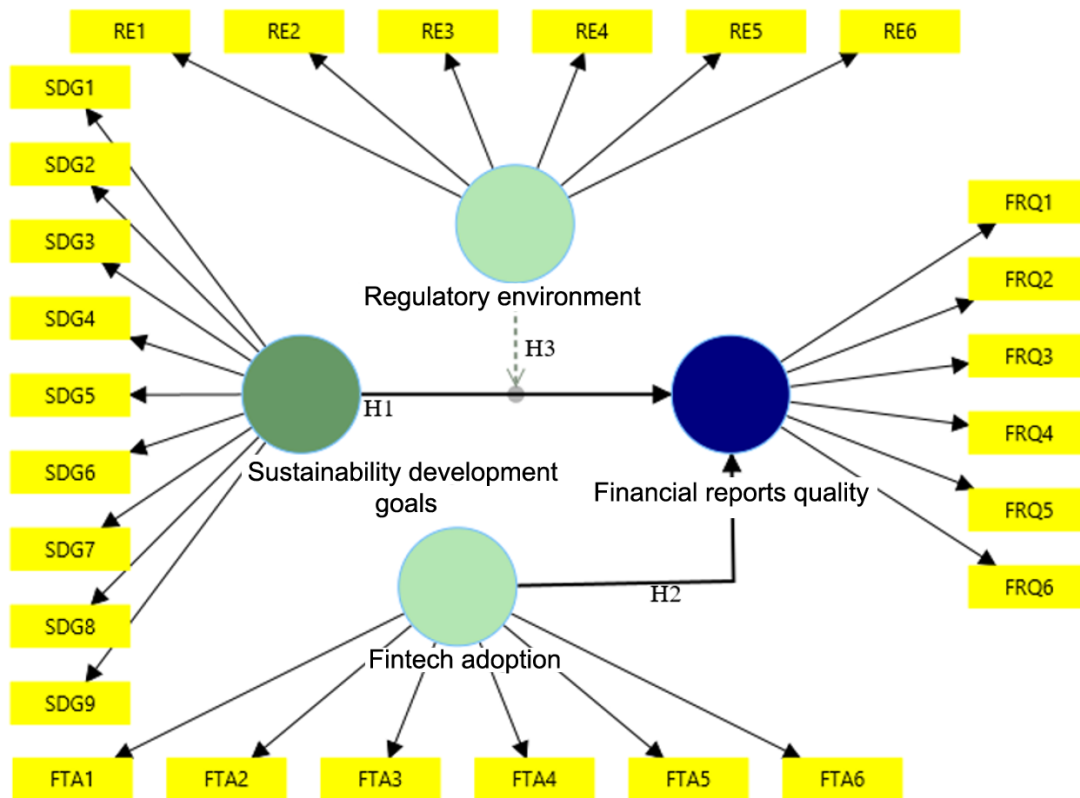 RE1
RE2
RE3
RE4
RE5
RE6
SDG1
SDG2
SDG3
SDG4
SDG5
SDG6
SDG7
SDG8
SDG9
Regulatory environment
H3
H1
Sustainability development
goals
Financial reports quality
H2
Fintech adoption
FRQ1
FRQ2
FRQ3
FRQ4
FRQ5
FRQ6
FTA1
FTA2
FTA3
FTA4
FTA5
FTA6